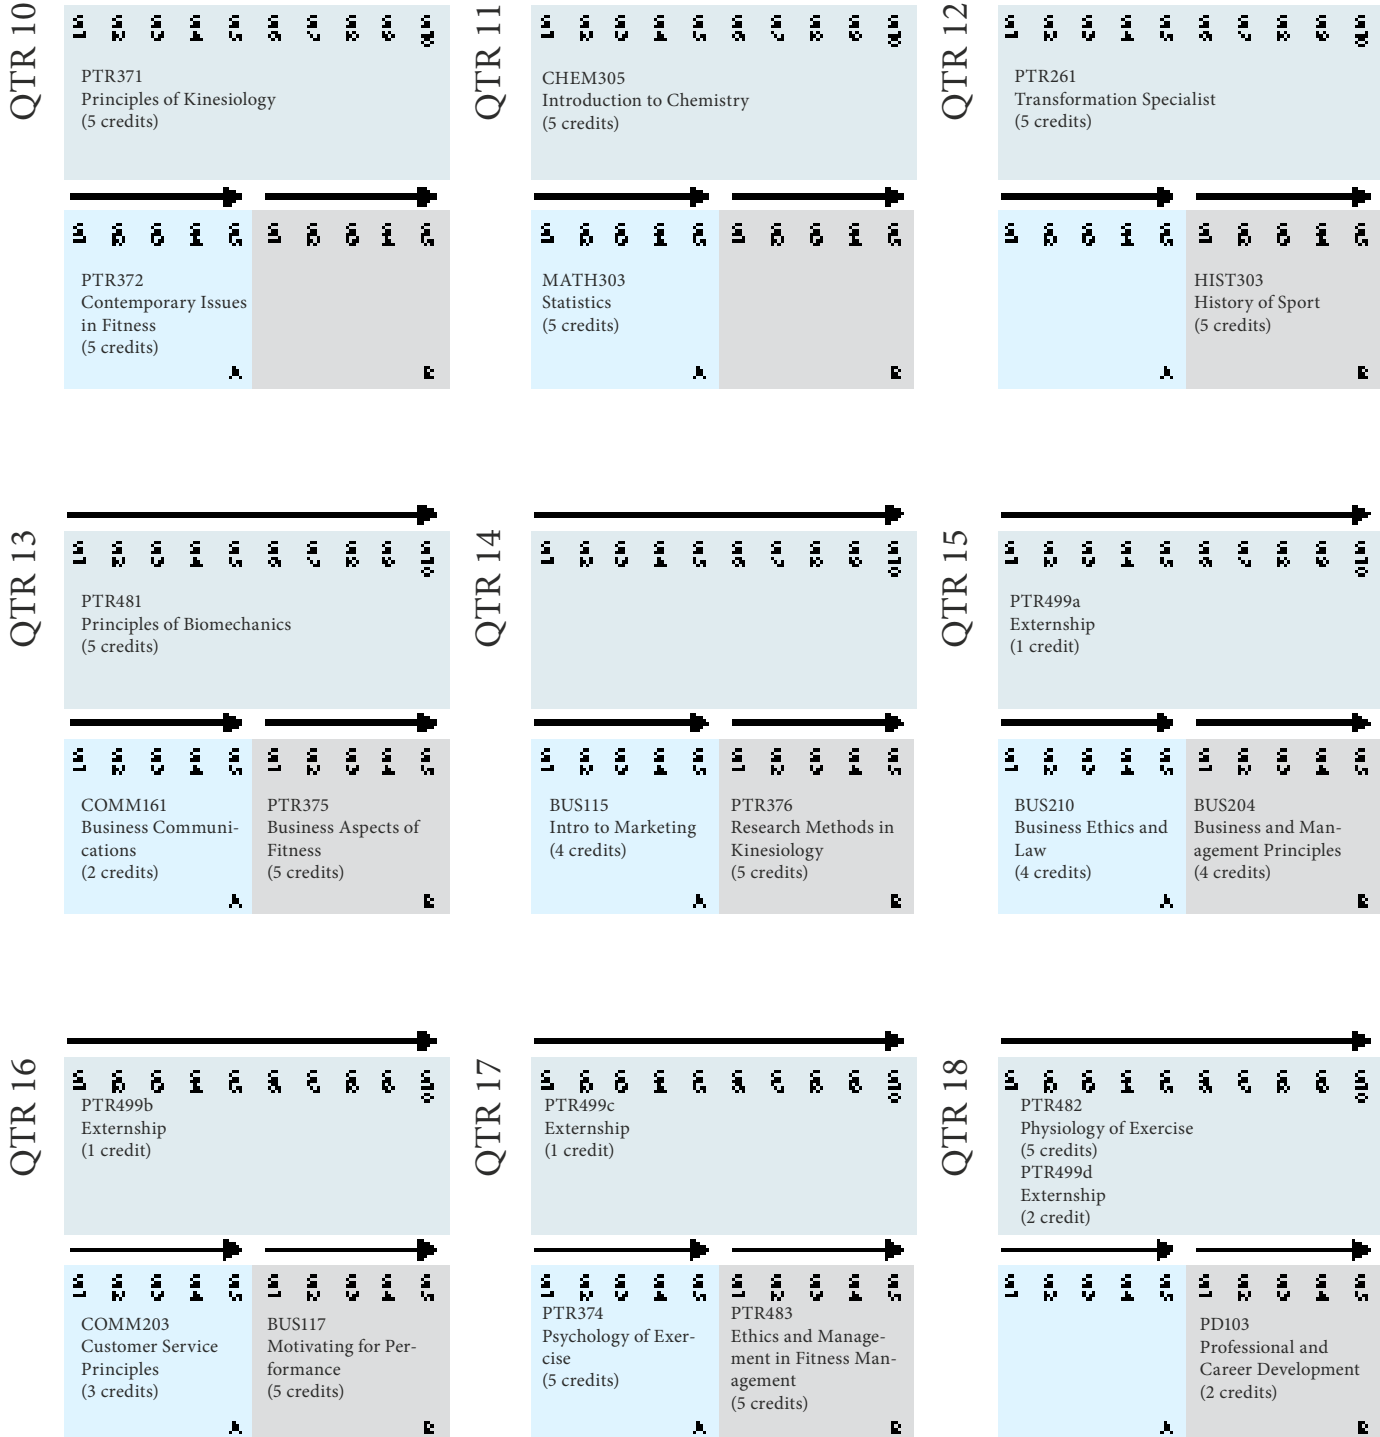 QTR 10
PTR371
Principles of Kinesiology
(5 credits)
PTR372
Contemporary Issues
in Fitness
(5 credits)
A
B
QTR 11
CHEM305
Introduction to Chemistry
(5 credits)
MATH303
Statistics
(5 credits)
A
B
QTR 12
PTR261
Transformation Specialist
(5 credits)
A
HIST303
History of Sport
(5 credits)
B
QTR 13
PTR481
Principles of Biomechanics
(5 credits)
COMM161
Business Communi-
cations
(2 credits)
A
PTR375
Business Aspects of
Fitness
(5 credits)
B
QTR 14
BUS115
Intro to Marketing
(4 credits)
A
PTR376
Research Methods in
Kinesiology
(5 credits)
B
QTR 15
PTR499a
Externship
(1 credit)
BUS210
Business Ethics and
Law
(4 credits)
A
BUS204
Business and Man-
agement Principles
(4 credits)
B
QTR 16
PTR499b
Externship
(1 credit)
COMM203
Customer Service
Principles
(3 credits)
A
BUS117
Motivating for Per-
formance
(5 credits)
B
QTR 17
PTR499c
Externship
(1 credit)
PTR374
Psychology of Exer-
cise
(5 credits)
A
PTR483
Ethics and Manage-
ment in Fitness Man-
agement
(5 credits)
B
QTR 18
PTR482
Physiology of Exercise
(5 credits)
PTR499d
Externship
(2 credit)
A
PD103
Professional and
Career Development
(2 credits)
B